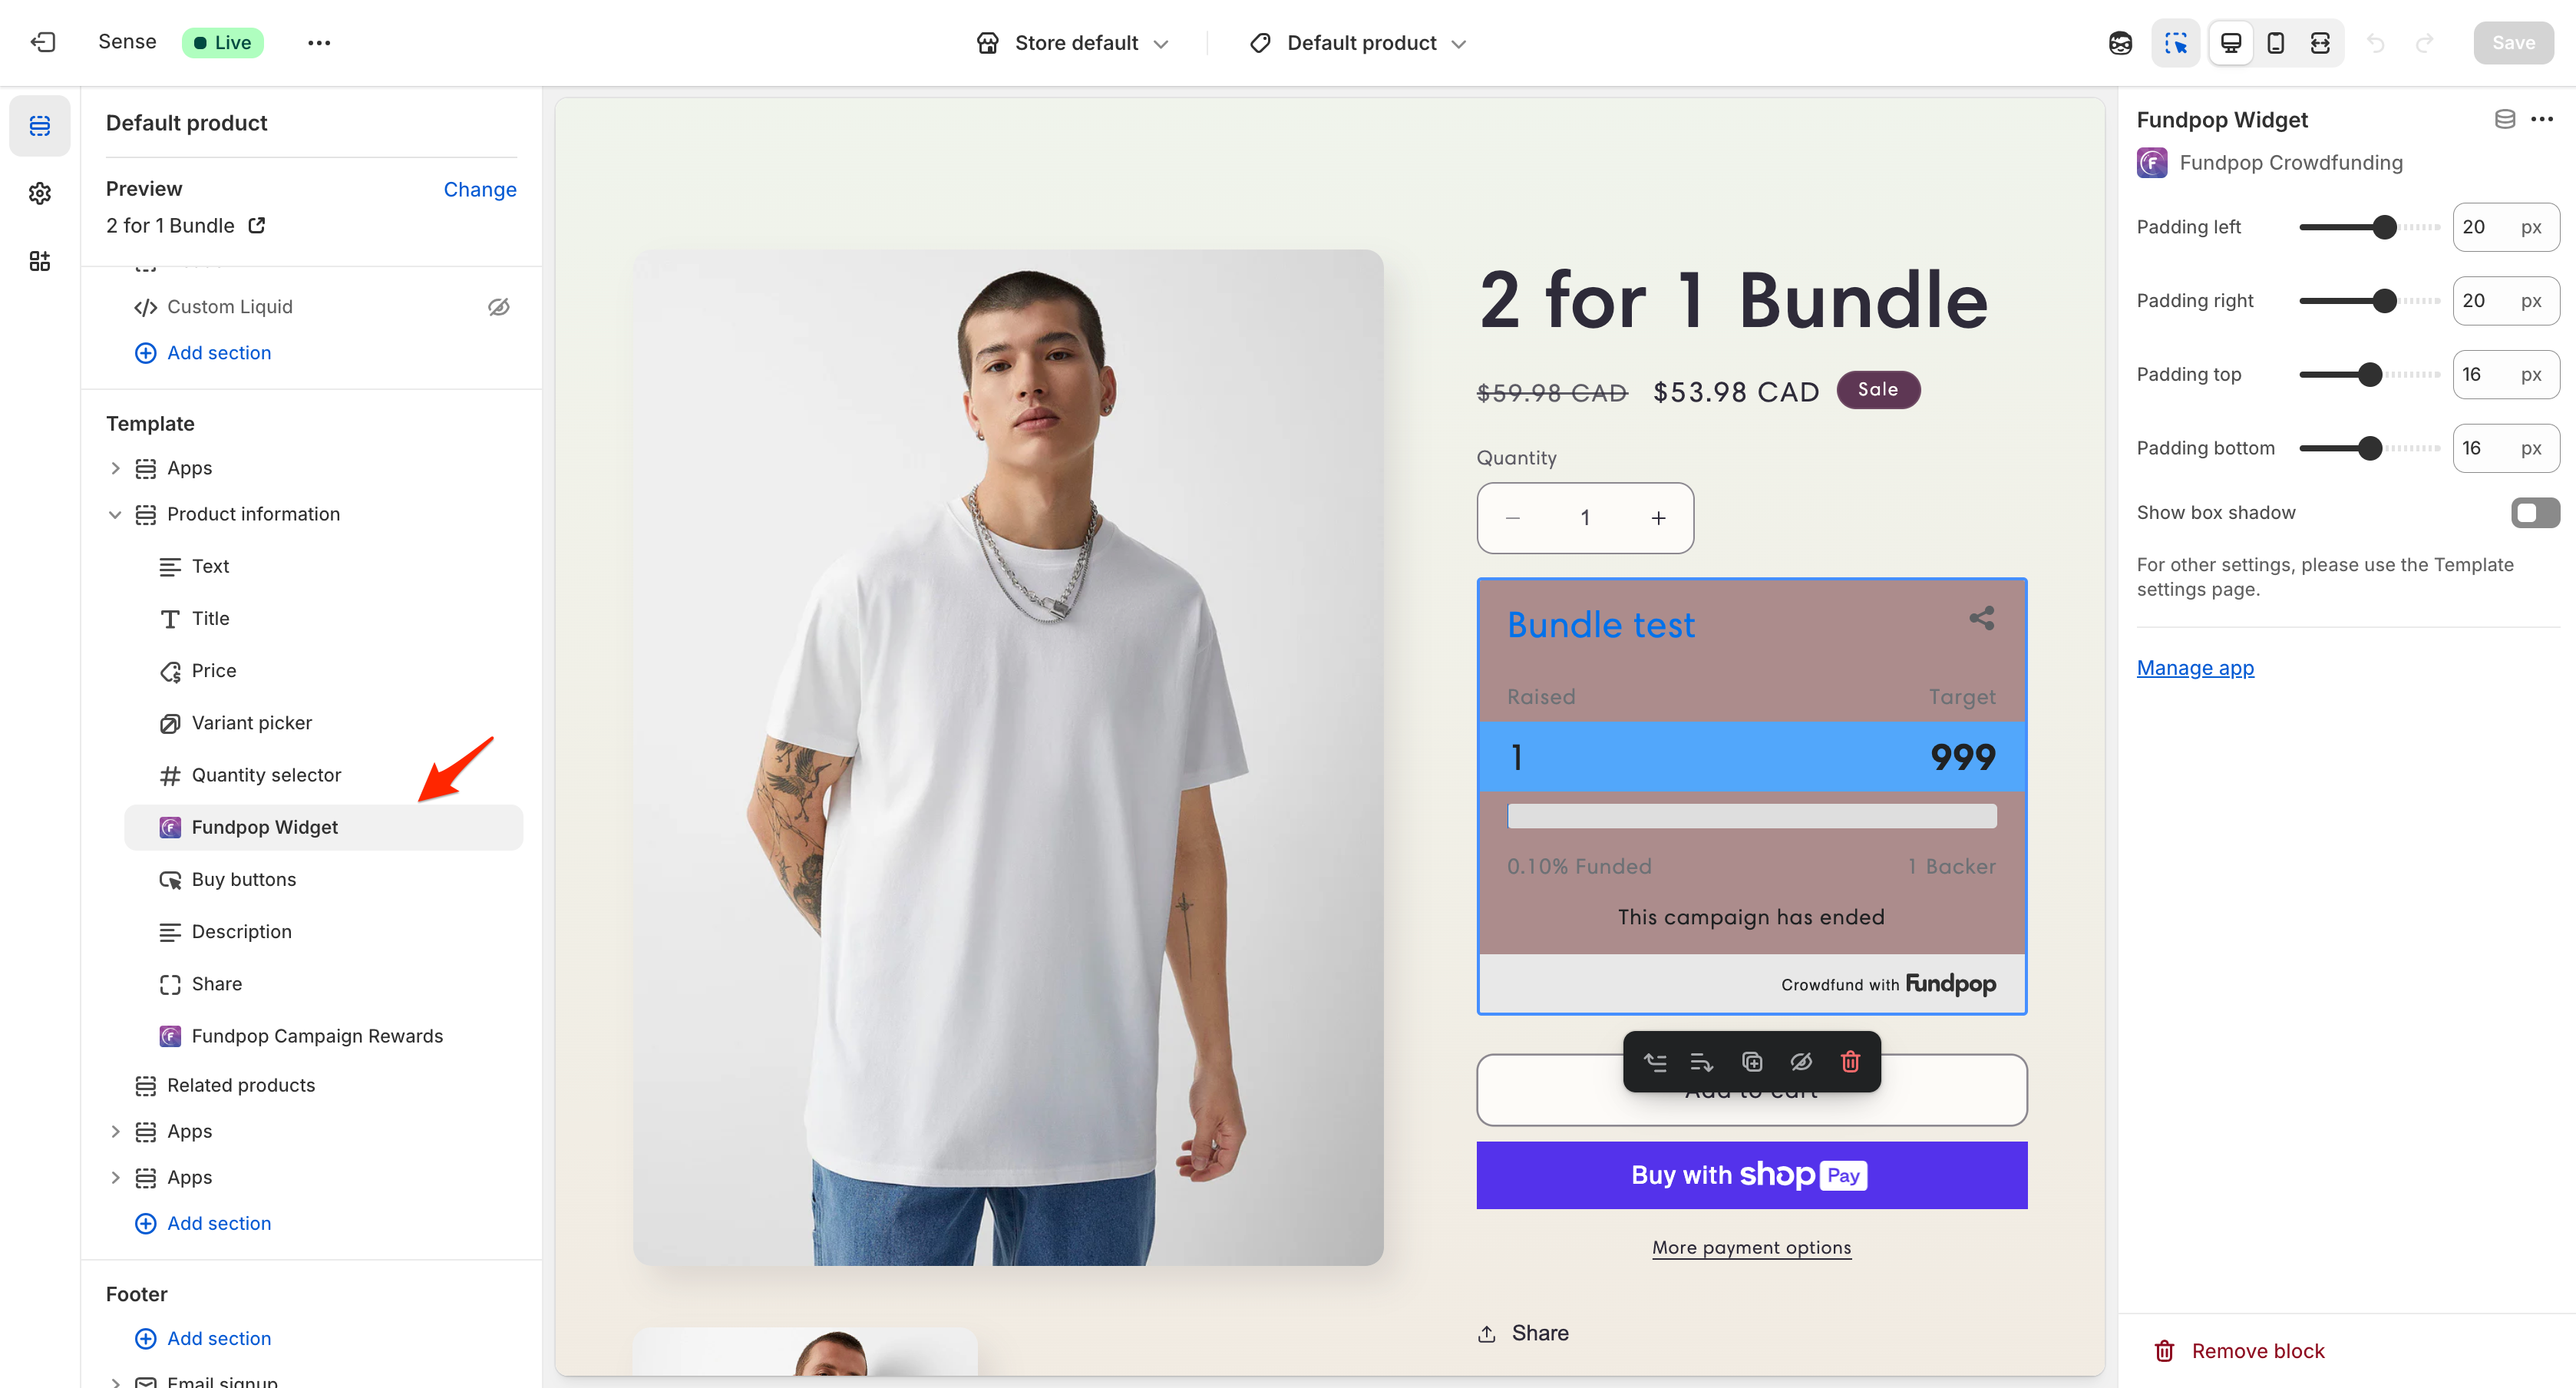 Sense
Live
Store default
Default product
Save
Default product
Preview
Change
2 for 1 Bundle
Custom Liquid
Add section
Template
Apps
Product information
Text
Title
Price
Variant picker
Quantity selector
Fundpop Widget
Buy buttons
Description
Share
Fundpop Campaign Rewards
Related products
Apps
Apps
Add section
Footer
Add section
Email signup
2 for 1 Bundle
$59.98 CAD $53.98 CAD Sale
Quantity
1
Bundle test
Raised Target
1 999
0.10% Funded 1 Backer
This campaign has ended
Crowdfund with Fundpop
Add to cart
Buy with shop Pay
More payment options
Share
Fundpop Widget
Fundpop Crowdfunding
Padding left 20 px
Padding right 20 px
Padding top 16 px
Padding bottom 16 px
Show box shadow
For other settings, please use the Template
settings page.
Manage app
Remove block